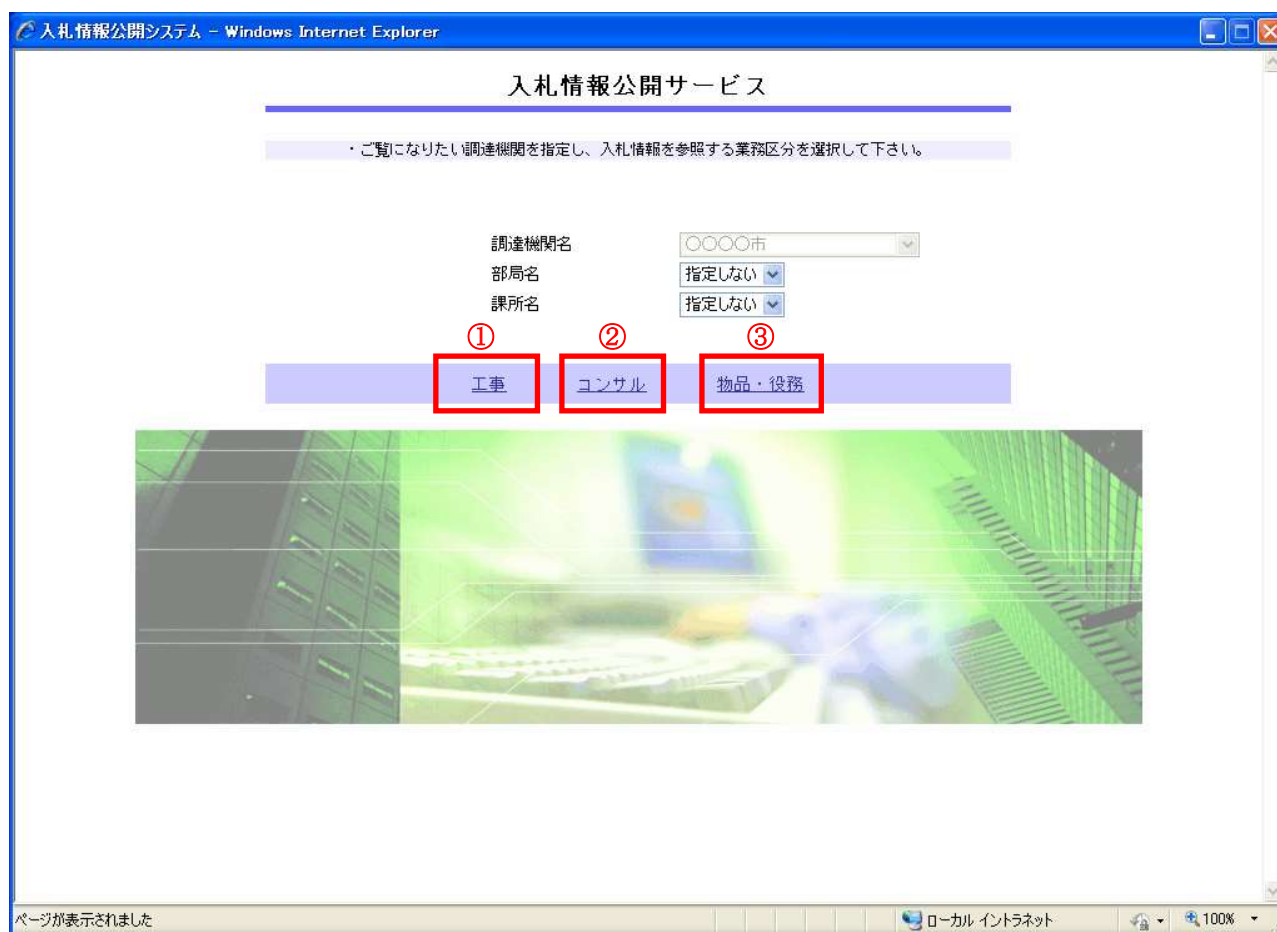 入札情報公開システム - Windows Internet Explorer
入札情報公開サービス
・ご覧になりたい調達機関を指定し、入札情報を参照する業務区分を選択して下さい。
調達機関名 ○○○○市
部局名 指定しない
課所名 指定しない
① ② ③
工事 コンサル 物品・役務
ページが表示されました ローカル イントラネット 100%